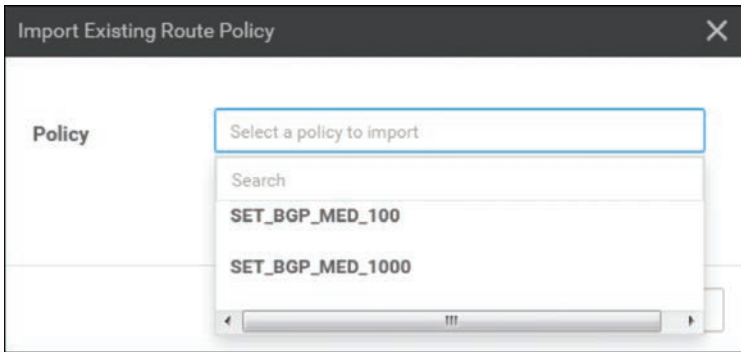 Import Existing Route Policy
Policy
Select a policy to import
Search
SET_BGP_MED_100
SET_BGP_MED_1000